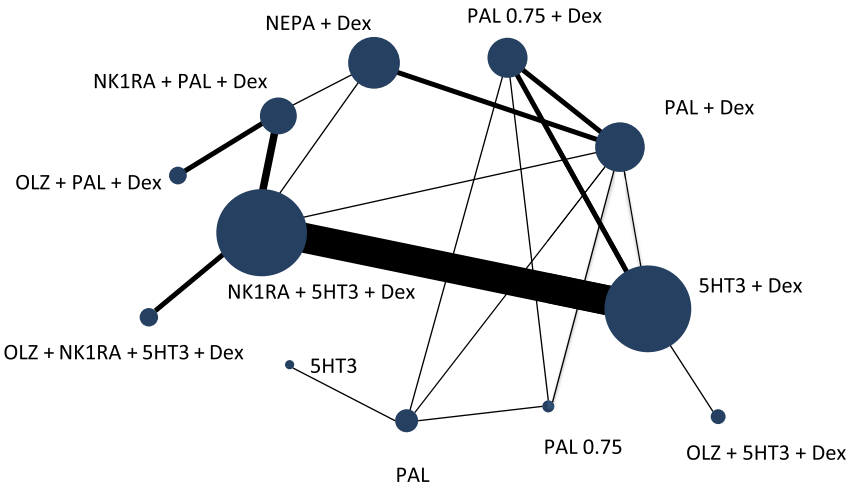 PAL 0.75 + Dex
NEPA + Dex
NK1RA + PAL + Dex
PAL + Dex
OLZ + PAL + Dex
5HT3 + Dex
NK1RA + 5HT3 + Dex
OLZ + NK1RA + 5HT3 + Dex
5HT3
PAL 0.75
OLZ + 5HT3 + Dex
PAL